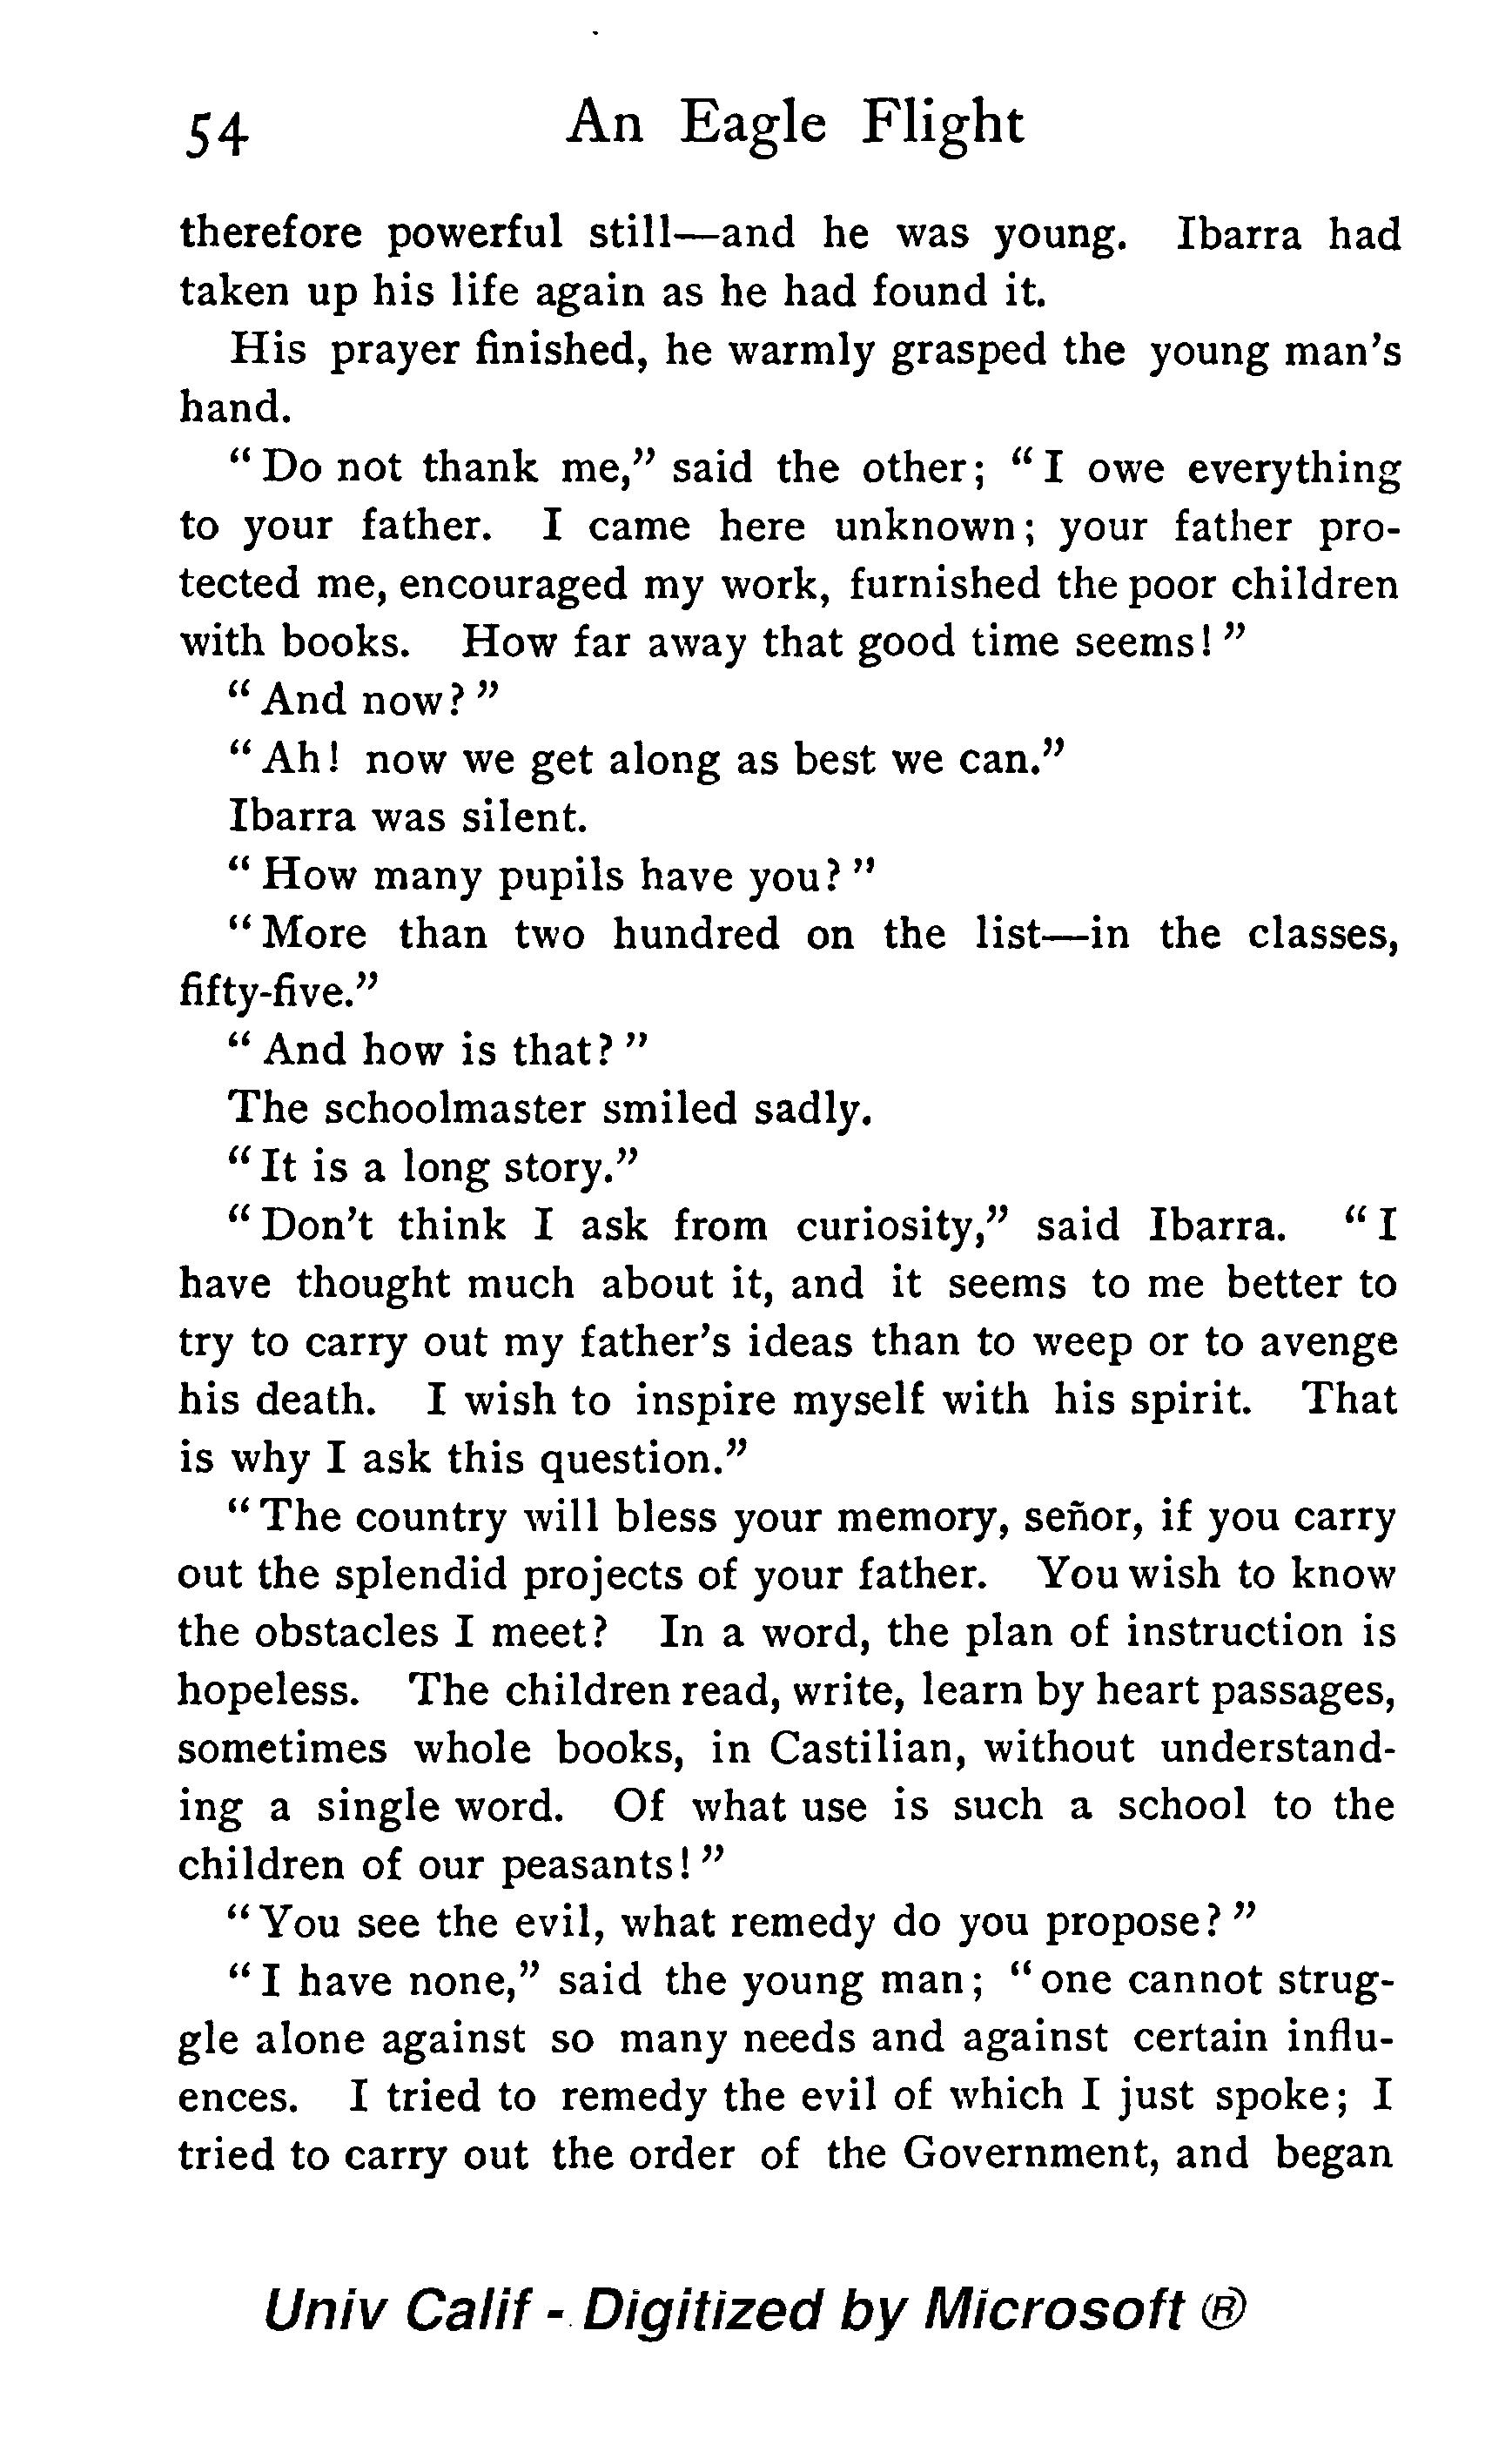 54 An Eagle Flight
therefore powerful still—and he was young. Ibarra had
taken up his life again as he had found it.
His prayer finished, he warmly grasped the young man's
hand.
“ Do not thank me,” said the other; “ I owe everything
to your father. I came here unknown; your father pro-
tected me, encouraged my work, furnished the poor children
with books. How far away that good time seems! ”
“ And now? ”
“ Ah! now we get along as best we can.”
Ibarra was silent.
“ How many pupils have you? ”
“ More than two hundred on the list—in the classes,
fifty-five.”
“ And how is that? ”
The schoolmaster smiled sadly.
“ It is a long story.”
“ Don't think I ask from curiosity,” said Ibarra. “ I
have thought much about it, and it seems to me better to
try to carry out my father's ideas than to weep or to avenge
his death. I wish to inspire myself with his spirit. That
is why I ask this question.”
“ The country will bless your memory, señor, if you carry
out the splendid projects of your father. You wish to know
the obstacles I meet? In a word, the plan of instruction is
hopeless. The children read, write, learn by heart passages,
sometimes whole books, in Castilian, without understand-
ing a single word. Of what use is such a school to the
children of our peasants! ”
“ You see the evil, what remedy do you propose? ”
“ I have none,” said the young man; “ one cannot strug-
gle alone against so many needs and against certain influ-
ences. I tried to remedy the evil of which I just spoke; I
tried to carry out the order of the Government, and began
Univ Calif - Digitized by Microsoft ®